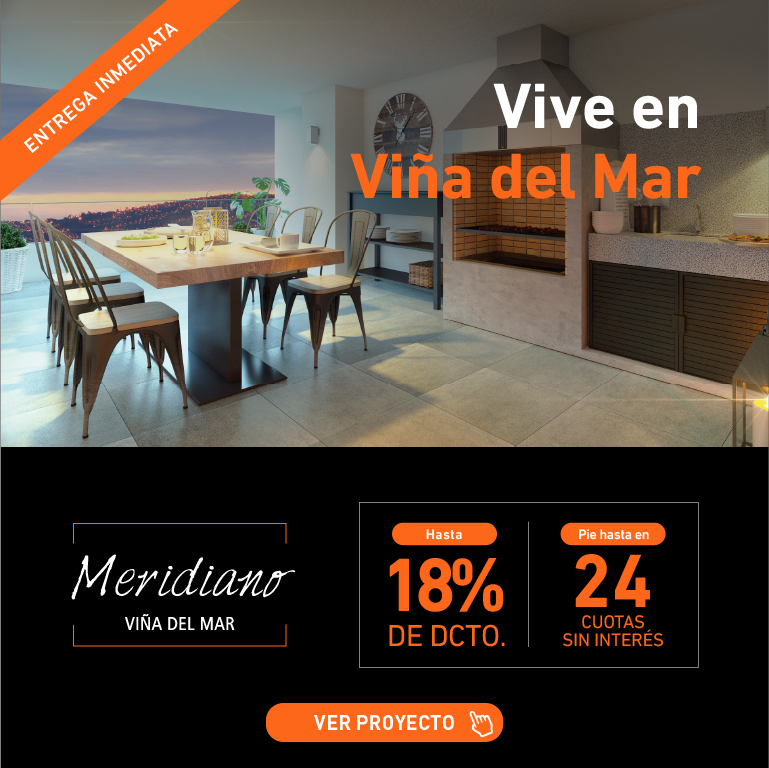 ENTREGA INMEDIATA
Vive en
Viña del Mar
Meridiano
VIÑA DEL MAR
Hasta
18%
DE DCTO.
Pie hasta en
24
CUOTAS
SIN INTERÉS
VER PROYECTO